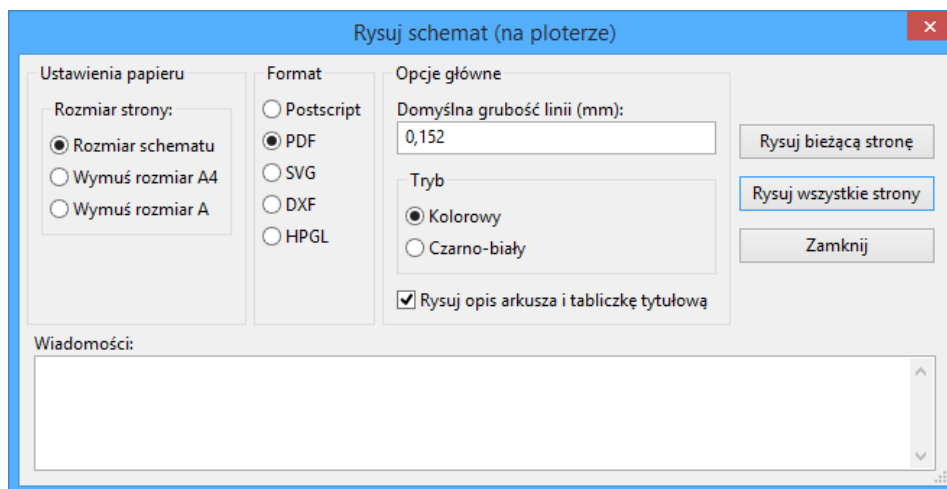 Rysuj schemat (na ploterze)
Ustawienia papieru
Rozmiar strony:
Rozmiar schematu
Wymuś rozmiar A4
Wymuś rozmiar A
Format
Postscript
PDF
SVG
DXF
HPGL
Opcje główne
Domyślna grubość linii (mm):
0,152
Tryb
Kolorowy
Czarno-biały
Rysuj opis arkusza i tabliczkę tytułową
Rysuj bieżącą stronę
Rysuj wszystkie strony
Zamknij
Wiadomości: